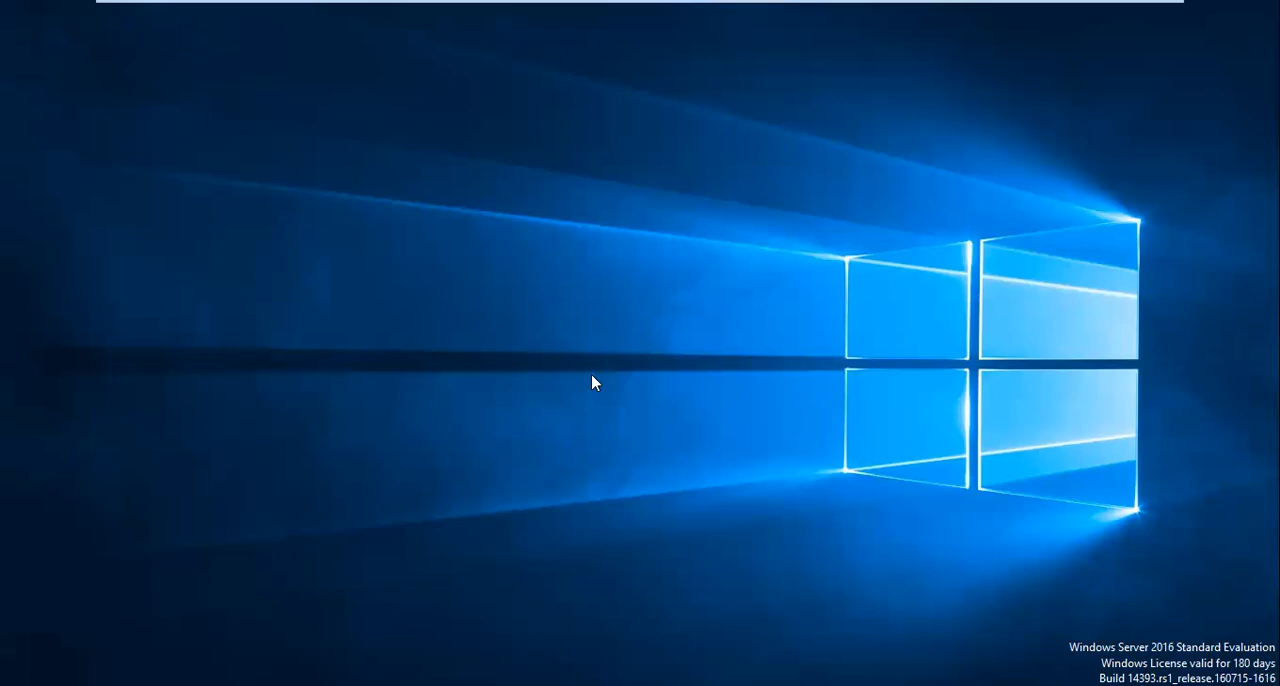 Windows Server 2016 Standard Evaluation
Windows License valid for 180 days
Build 14393.rs1_release.160715-1616